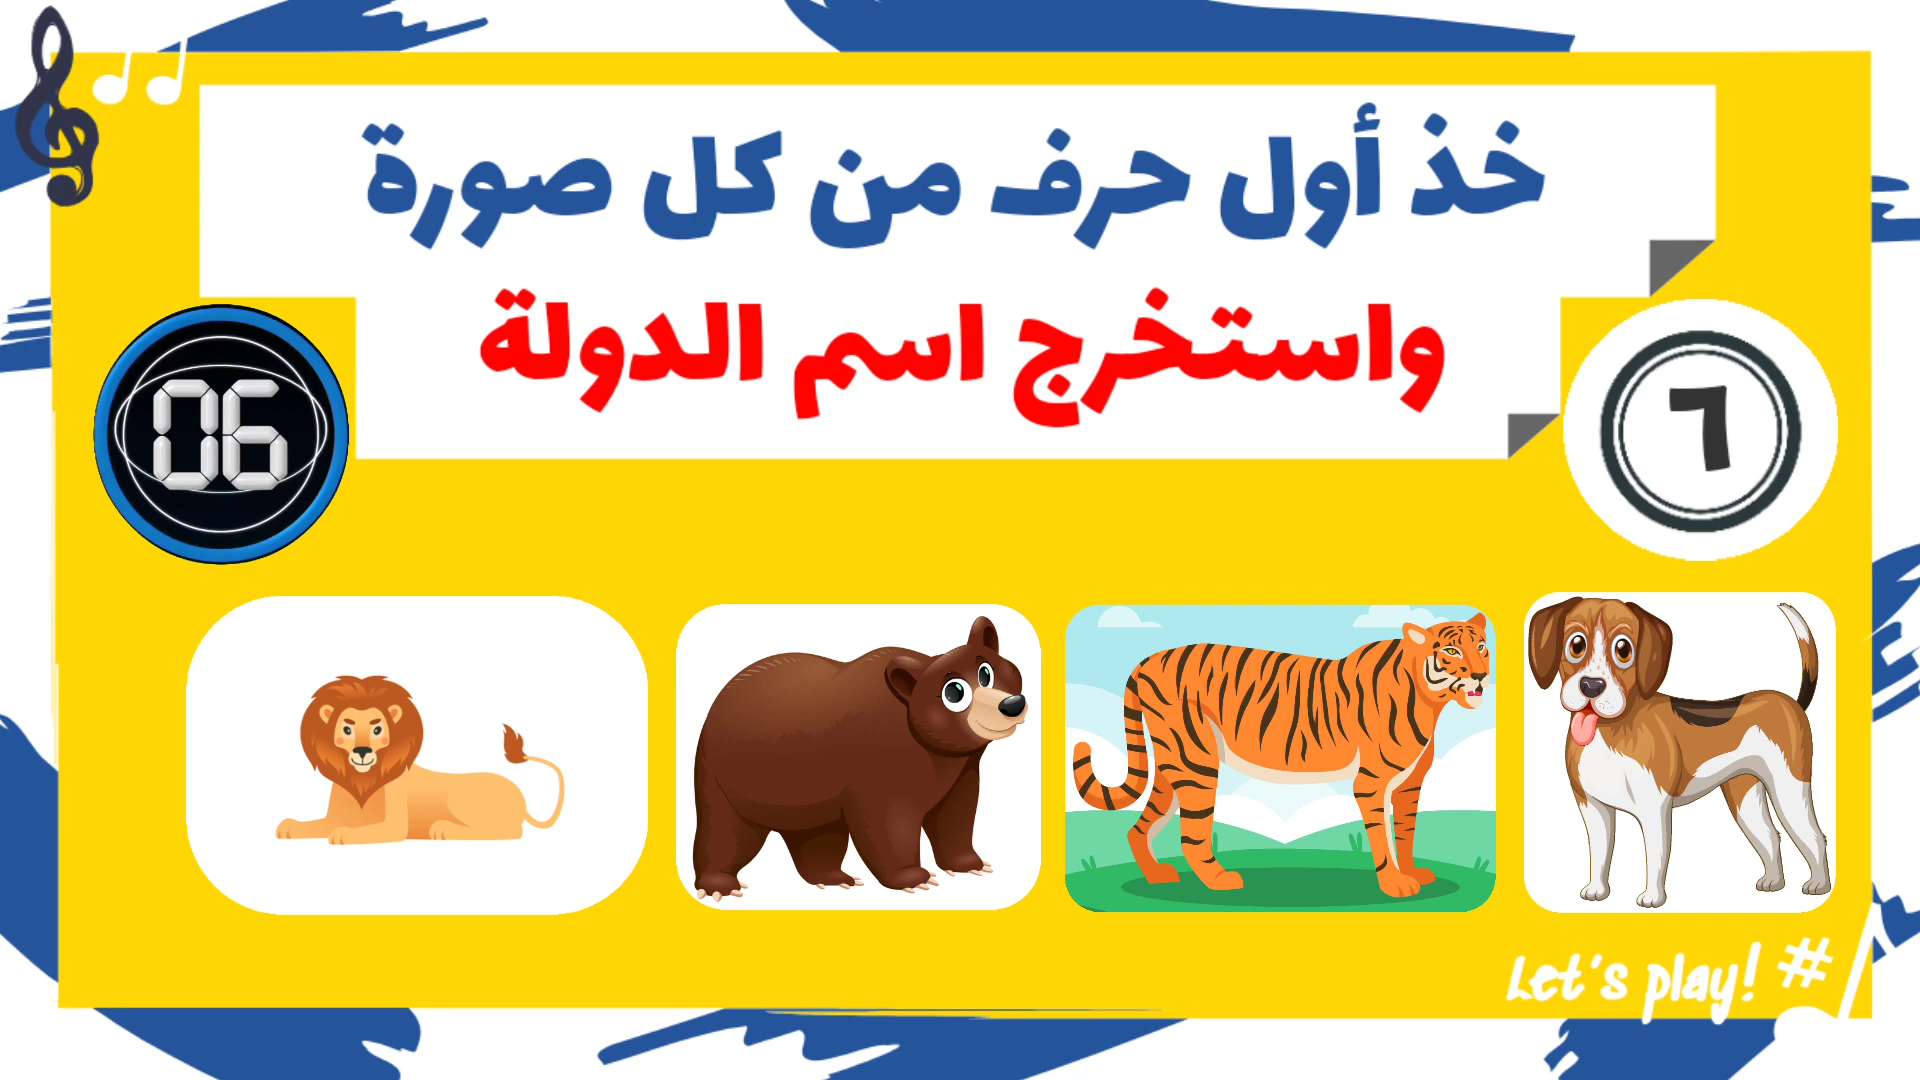 خذ أول حرف من كل صورة
واستخرج اسم الدولة
06
٦
Let's play! #